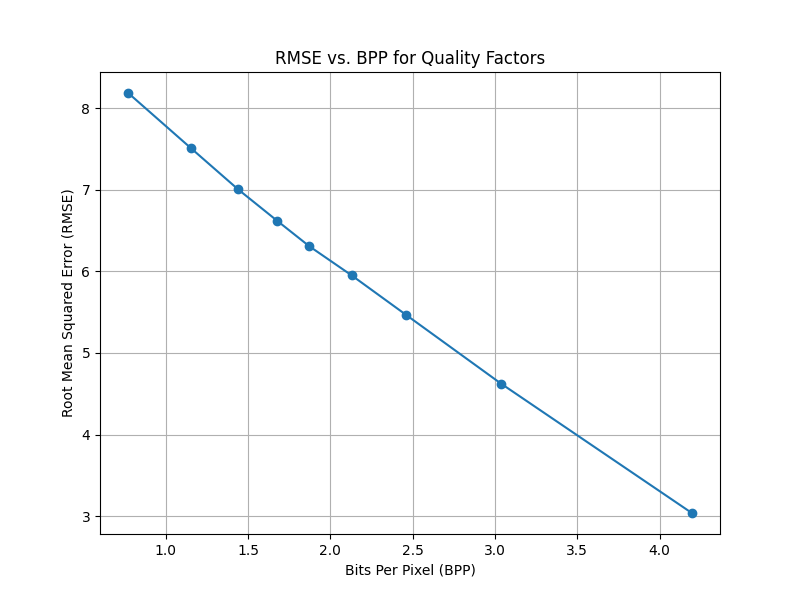 RMSE vs. BPP for Quality Factors
8
7
6
5
4
3
Root Mean Squared Error (RMSE)
1.0 1.5 2.0 2.5 3.0 3.5 4.0
Bits Per Pixel (BPP)